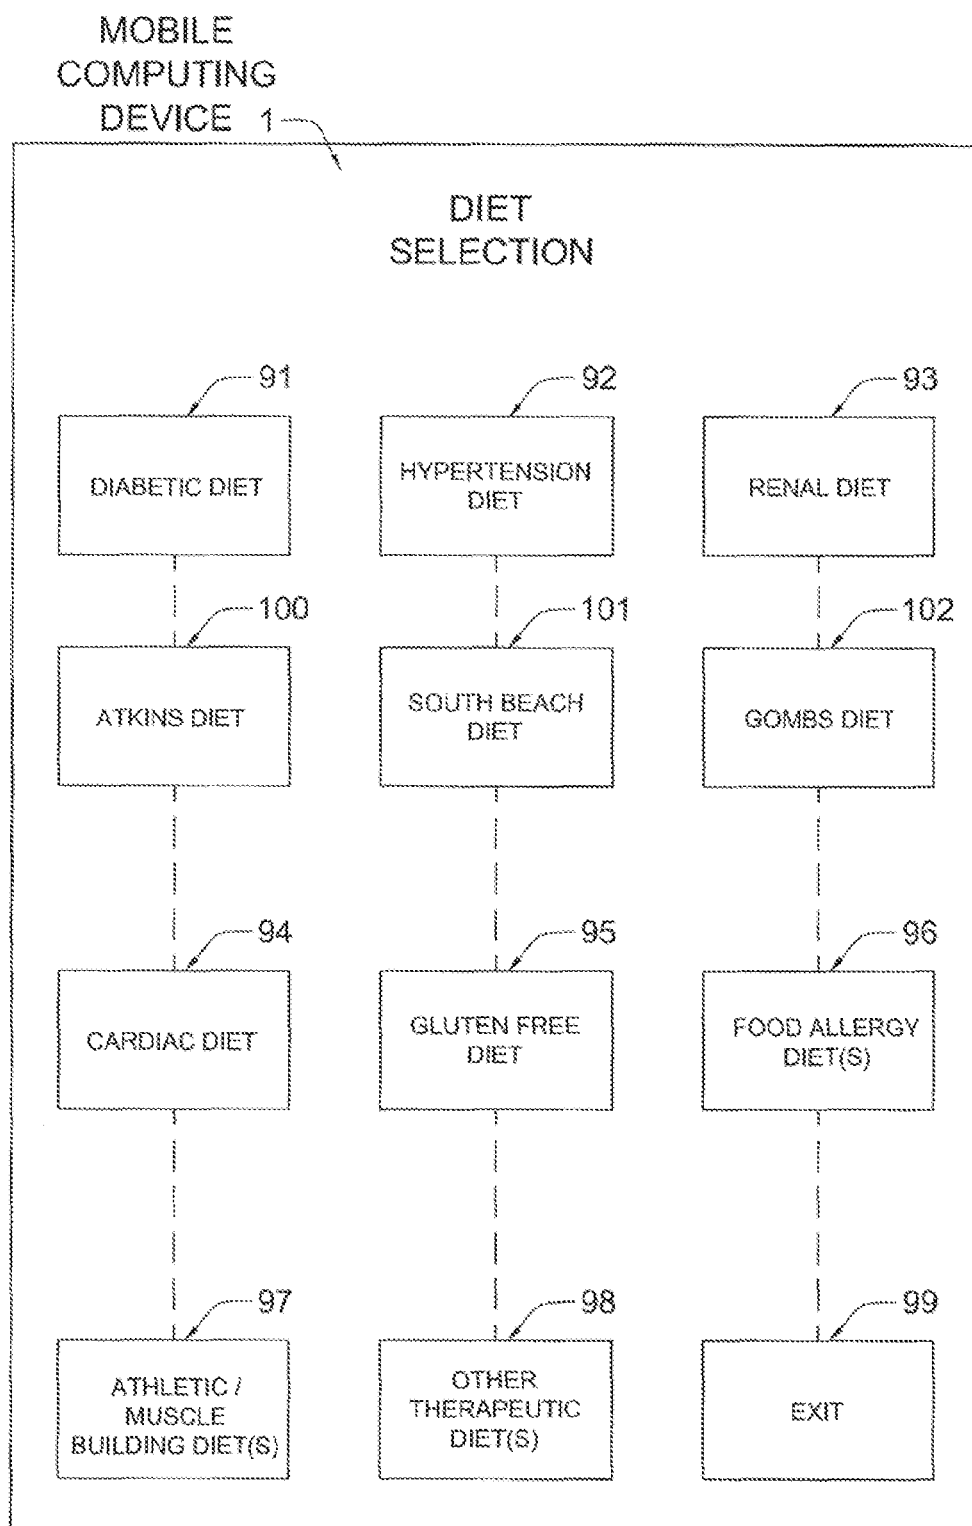 MOBILE
COMPUTING
DEVICE 1
DIET
SELECTION
91
92
93
DIABETIC DIET
HYPERTENSION
DIET
RENAL DIET
100
101
102
ATKINS DIET
SOUTH BEACH
DIET
GOMBS DIET
94
95
96
CARDIAC DIET
GLUTEN FREE
DIET
FOOD ALLERGY
DIET(S)
97
98
99
ATHLETIC /
MUSCLE
BUILDING DIET(S)
OTHER
THERAPEUTIC
DIET(S)
EXIT